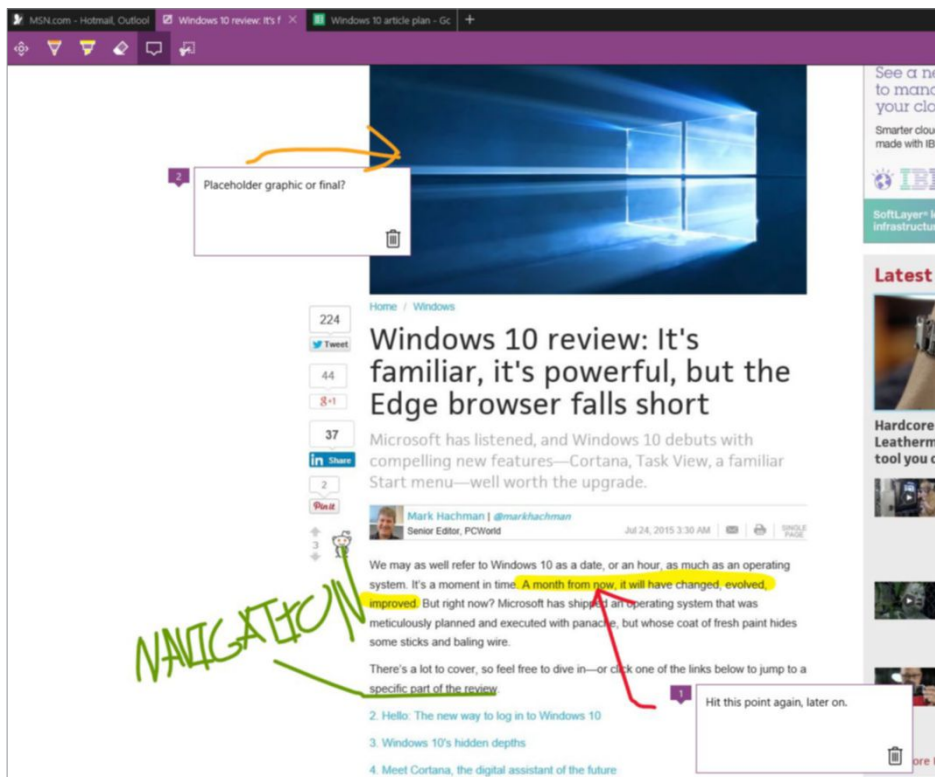 MSN.com - Hotmail, Outlool
Windows 10 review: It's f
Windows 10 article plan - Gc
See a ne
to mana
your clo
Smarter clou
made with IB
IBM
SoftLayer® l
infrastructur
2
Placeholder graphic or final?
Latest
Home / Windows
224
Tweet
Windows 10 review: It's
familiar, it's powerful, but the
Edge browser falls short
44
g+1
37
in Share
Hardcore
Leatherm
tool you c
Microsoft has listened, and Windows 10 debuts with
compelling new features—Cortana, Task View, a familiar
Start menu—well worth the upgrade.
2
Pin it
Mark Hachman | @markhachman
Senior Editor, PCWorld
Jul 24, 2015 3:30 AM
SINGLE
PAGE
3
We may as well refer to Windows 10 as a date, or an hour, as much as an operating
system. It's a moment in time. A month from now, it will have changed, evolved,
improved. But right now? Microsoft has shipped an operating system that was
meticulously planned and executed with panache, but whose coat of fresh paint hides
some sticks and baling wire.
NAVIGATION
There's a lot to cover, so feel free to dive in—or click one of the links below to jump to a
specific part of the review.
1
Hit this point again, later on.
2. Hello: The new way to log in to Windows 10
3. Windows 10's hidden depths
4. Meet Cortana, the digital assistant of the future
ore